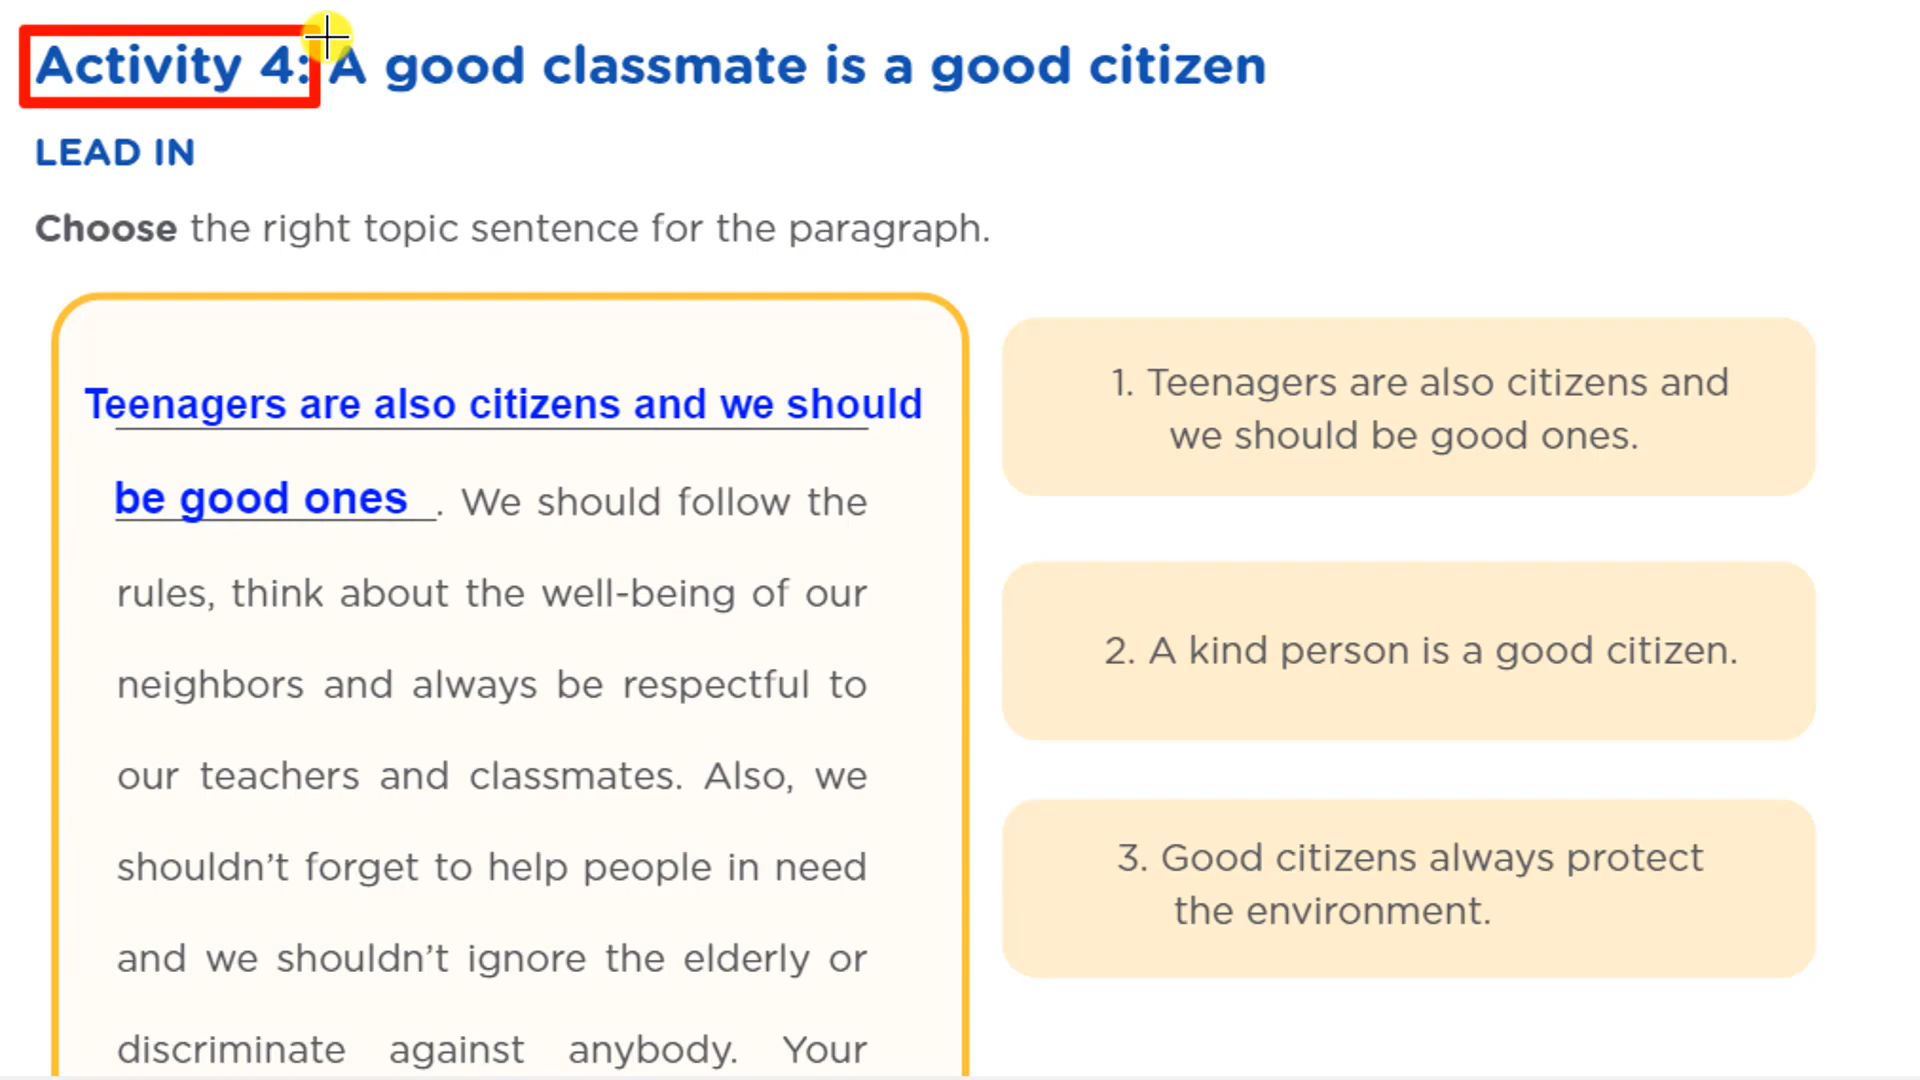 Activity 4: A good classmate is a good citizen
LEAD IN
Choose the right topic sentence for the paragraph.
Teenagers are also citizens and we should
be good ones. We should follow the
rules, think about the well-being of our
neighbors and always be respectful to
our teachers and classmates. Also, we
shouldn’t forget to help people in need
and we shouldn’t ignore the elderly or
discriminate against anybody. Your
1. Teenagers are also citizens and
we should be good ones.
2. A kind person is a good citizen.
3. Good citizens always protect
the environment.